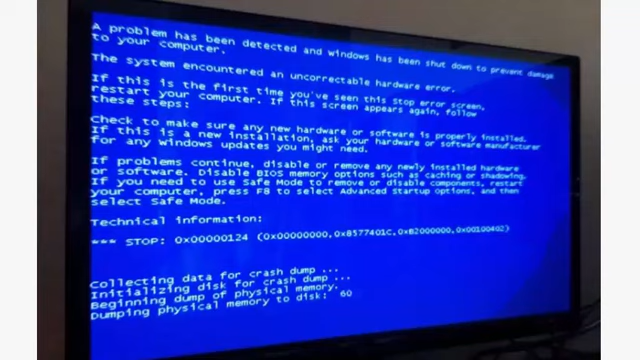 A problem has been detected and windows has been shut down to prevent damage
to your computer.
The system encountered an uncorrectable hardware error.
If this is the first time you've seen this Stop error screen,
restart your computer. If this screen appears again, follow
these steps:
Check to make sure any new hardware or software is properly installed.
If this is a new installation, ask your hardware or software manufacturer
for any windows updates you might need.
If problems continue, disable or remove any newly installed hardware
or software. Disable BIOS memory options such as caching or shadowing.
If you need to use Safe Mode to remove or disable components, restart
your computer, press F8 to select Advanced Startup Options, and then
select Safe Mode.
Technical information:
*** STOP: 0x00000124 (0x00000000,0x8577401C,0xB2000000,0x00100402)
Collecting data for crash dump ...
Initializing disk for crash dump ...
Beginning dump of physical memory.
Dumping physical memory to disk: 60